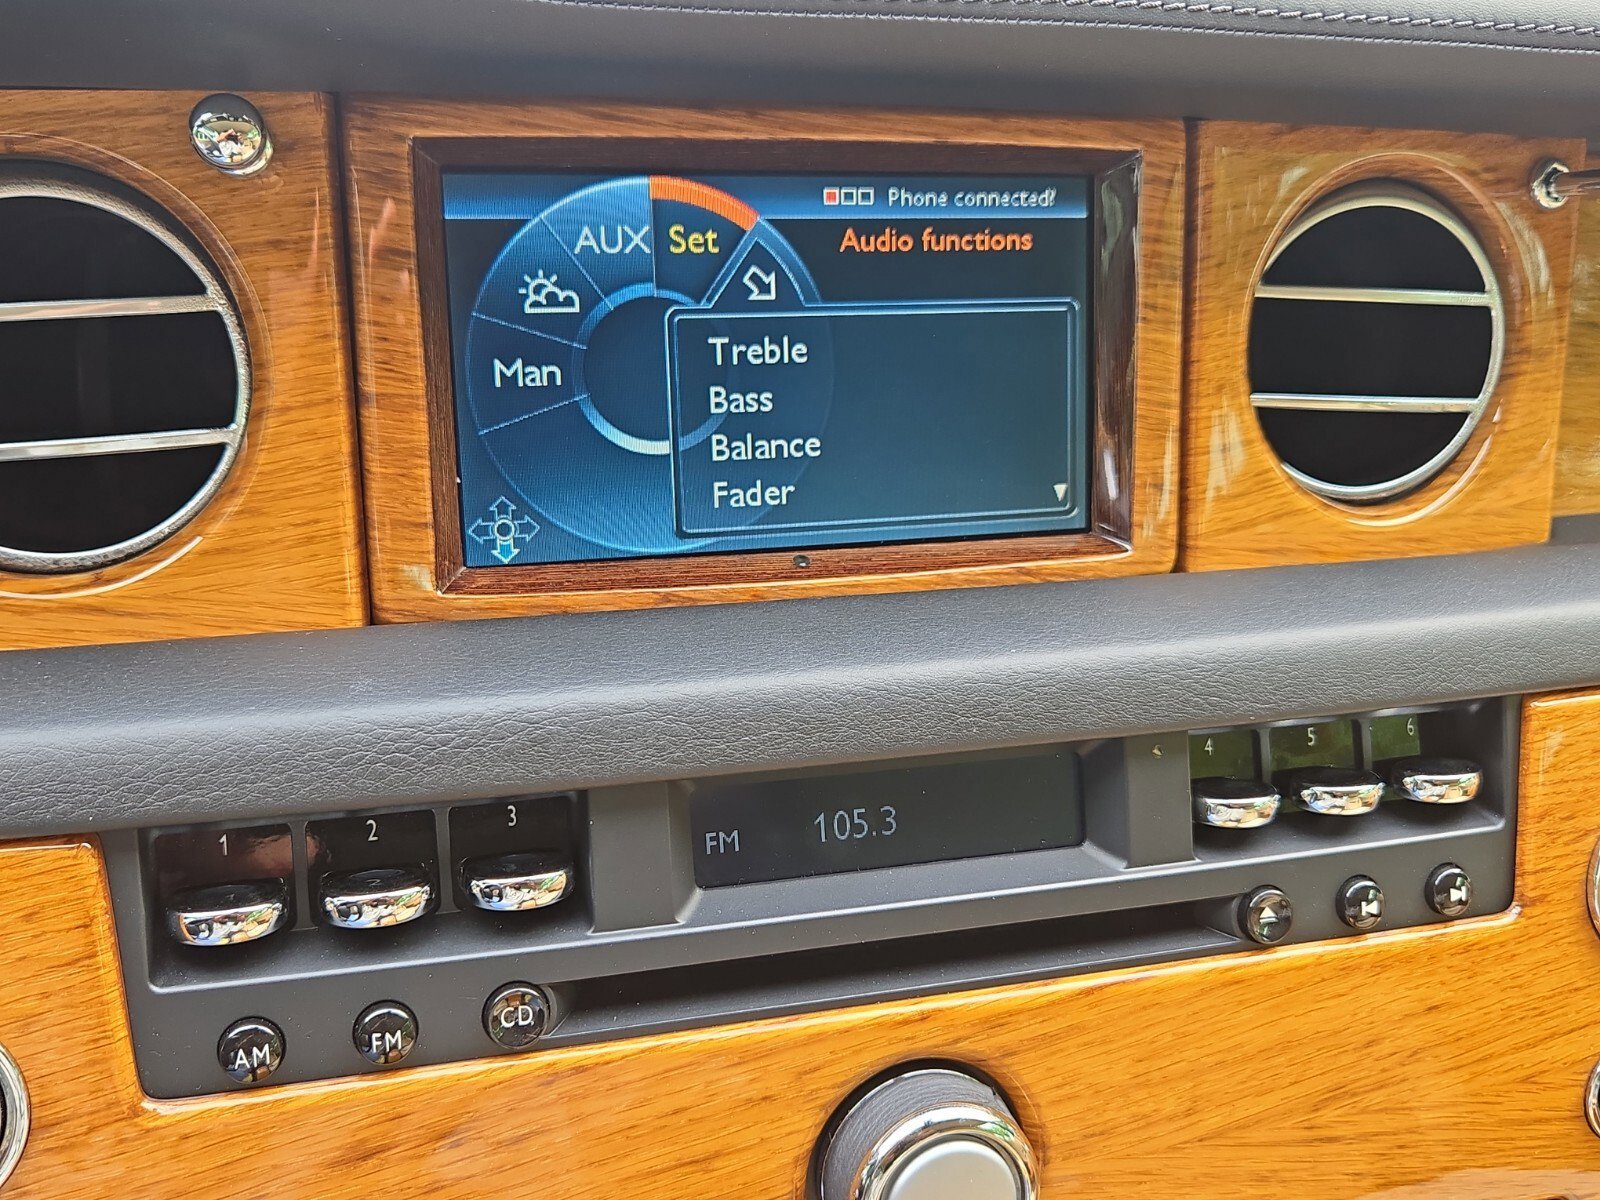 Phone connected!
AUX Set
Audio functions
Man
Treble
Bass
Balance
Fader
1 2 3
FM 105.3
4 5 6
AM FM CD